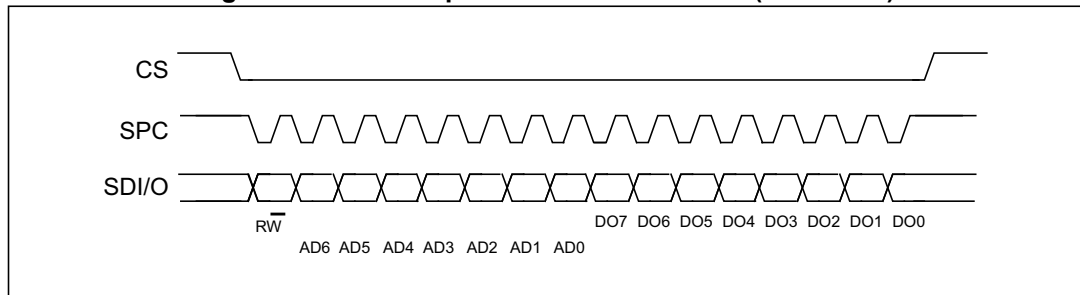 CS
SPC
SDI/O
RW
DO7 DO6 DO5 DO4 DO3 DO2 DO1 DO0
AD6 AD5 AD4 AD3 AD2 AD1 AD0